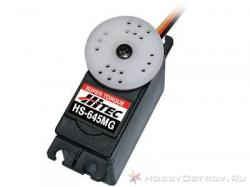 SUPER TORQUE
HiTEC
HS-645MG
HobbyOstrov.Ru